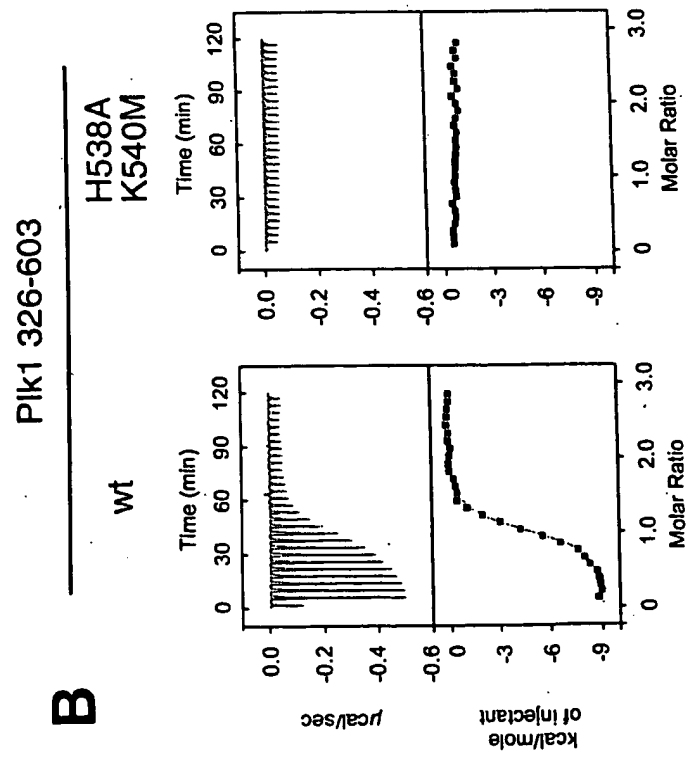 B
Plk1 326-603
wt
H538A
K540M
Time (min)
Time (min)
0 30 60 90 120
0 30 60 90 120
0.0
-0.2
-0.4
-0.6
0.0
-0.2
-0.4
-0.6
µcal/sec
0
-3
-6
-9
0
-3
-6
-9
kcal/mole
of injectant
0 1.0 2.0 3.0
0 1.0 2.0 3.0
Molar Ratio
Molar Ratio